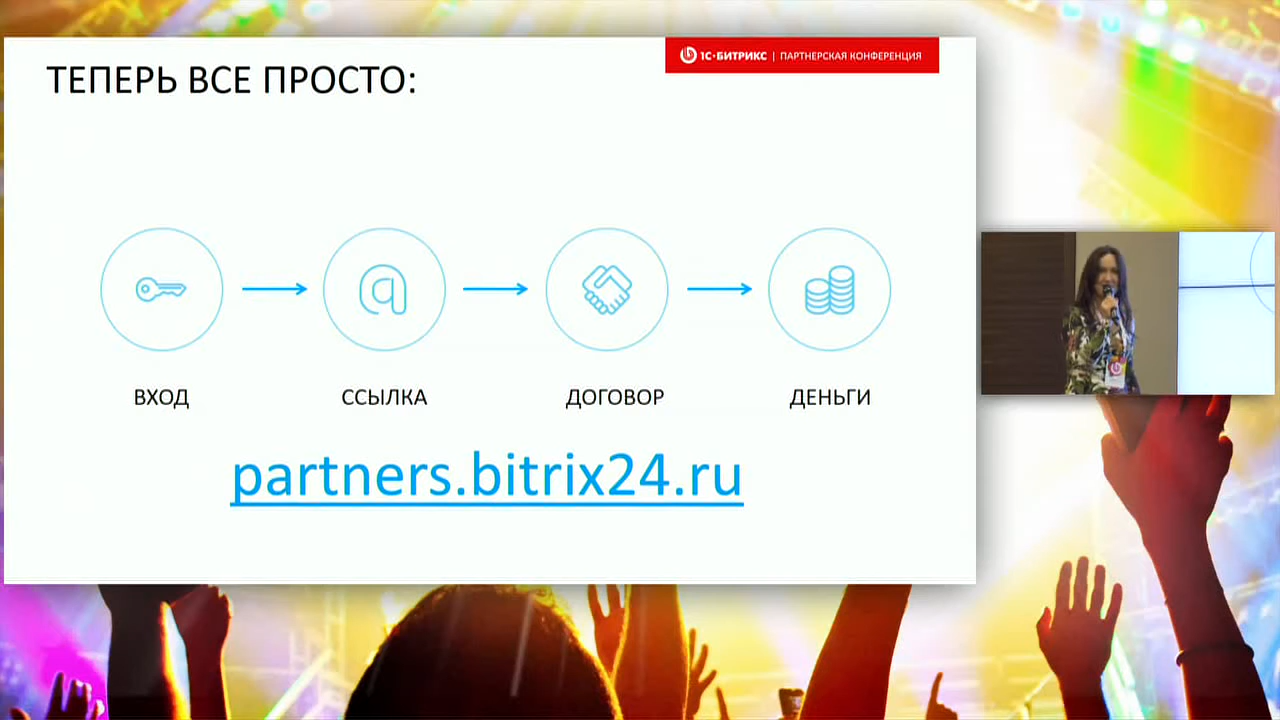 1С·БИТРИКС | ПАРТНЕРСКАЯ КОНФЕРЕНЦИЯ
ТЕПЕРЬ ВСЕ ПРОСТО:
ВХОД
ССЫЛКА
ДОГОВОР
ДЕНЬГИ
partners.bitrix24.ru